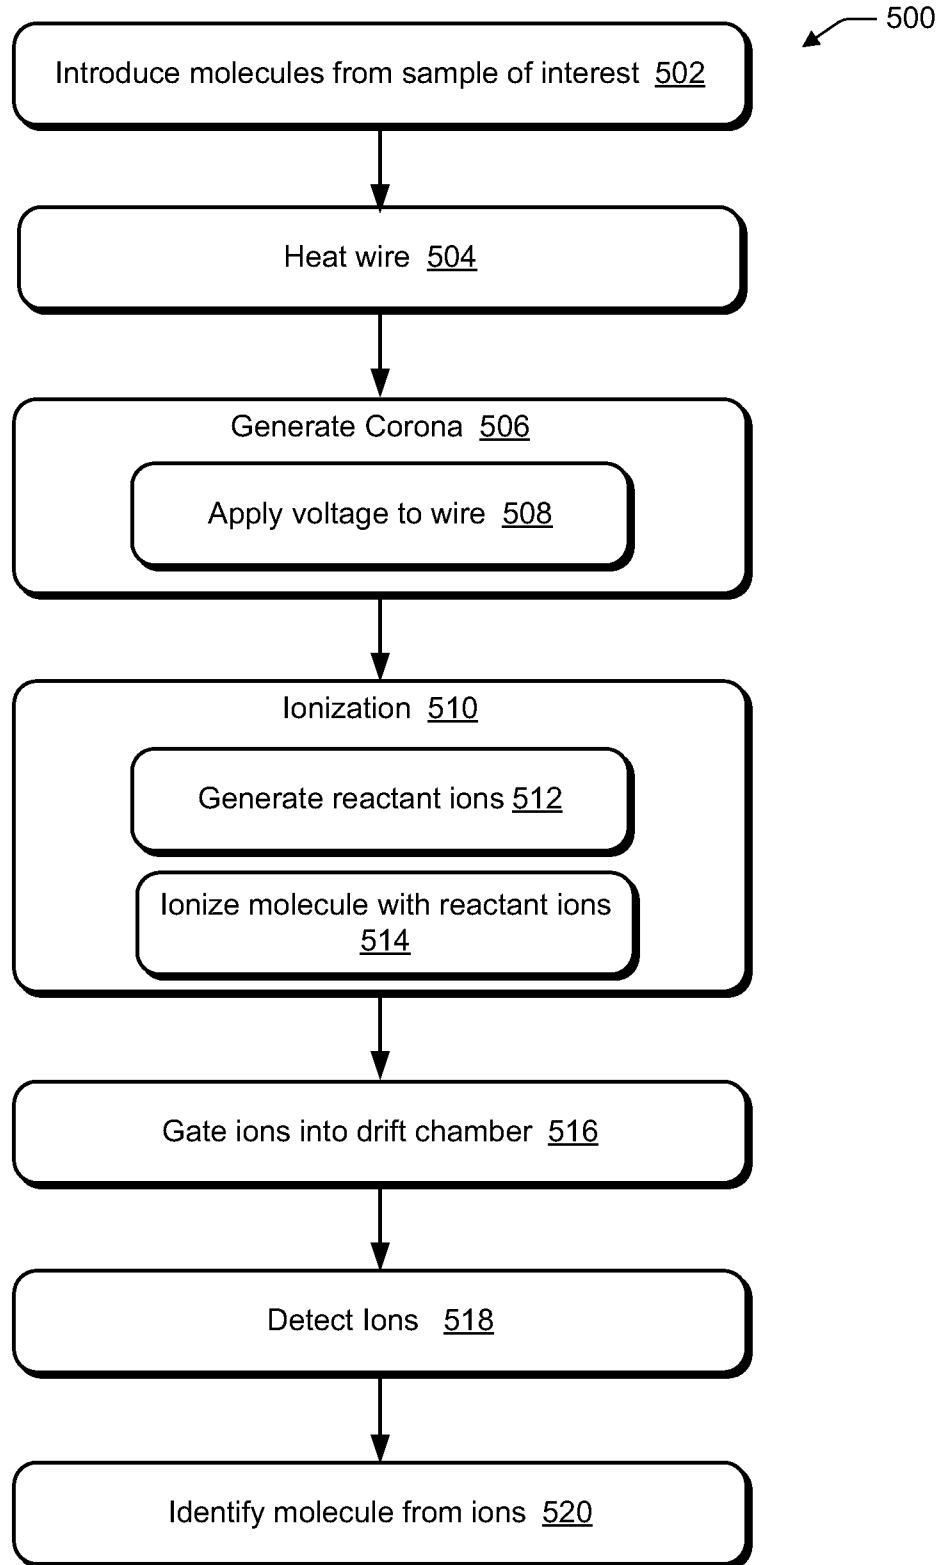 500
Introduce molecules from sample of interest 502
Heat wire 504
Generate Corona 506
Apply voltage to wire 508
Ionization 510
Generate reactant ions 512
Ionize molecule with reactant ions
514
Gate ions into drift chamber 516
Detect Ions 518
Identify molecule from ions 520